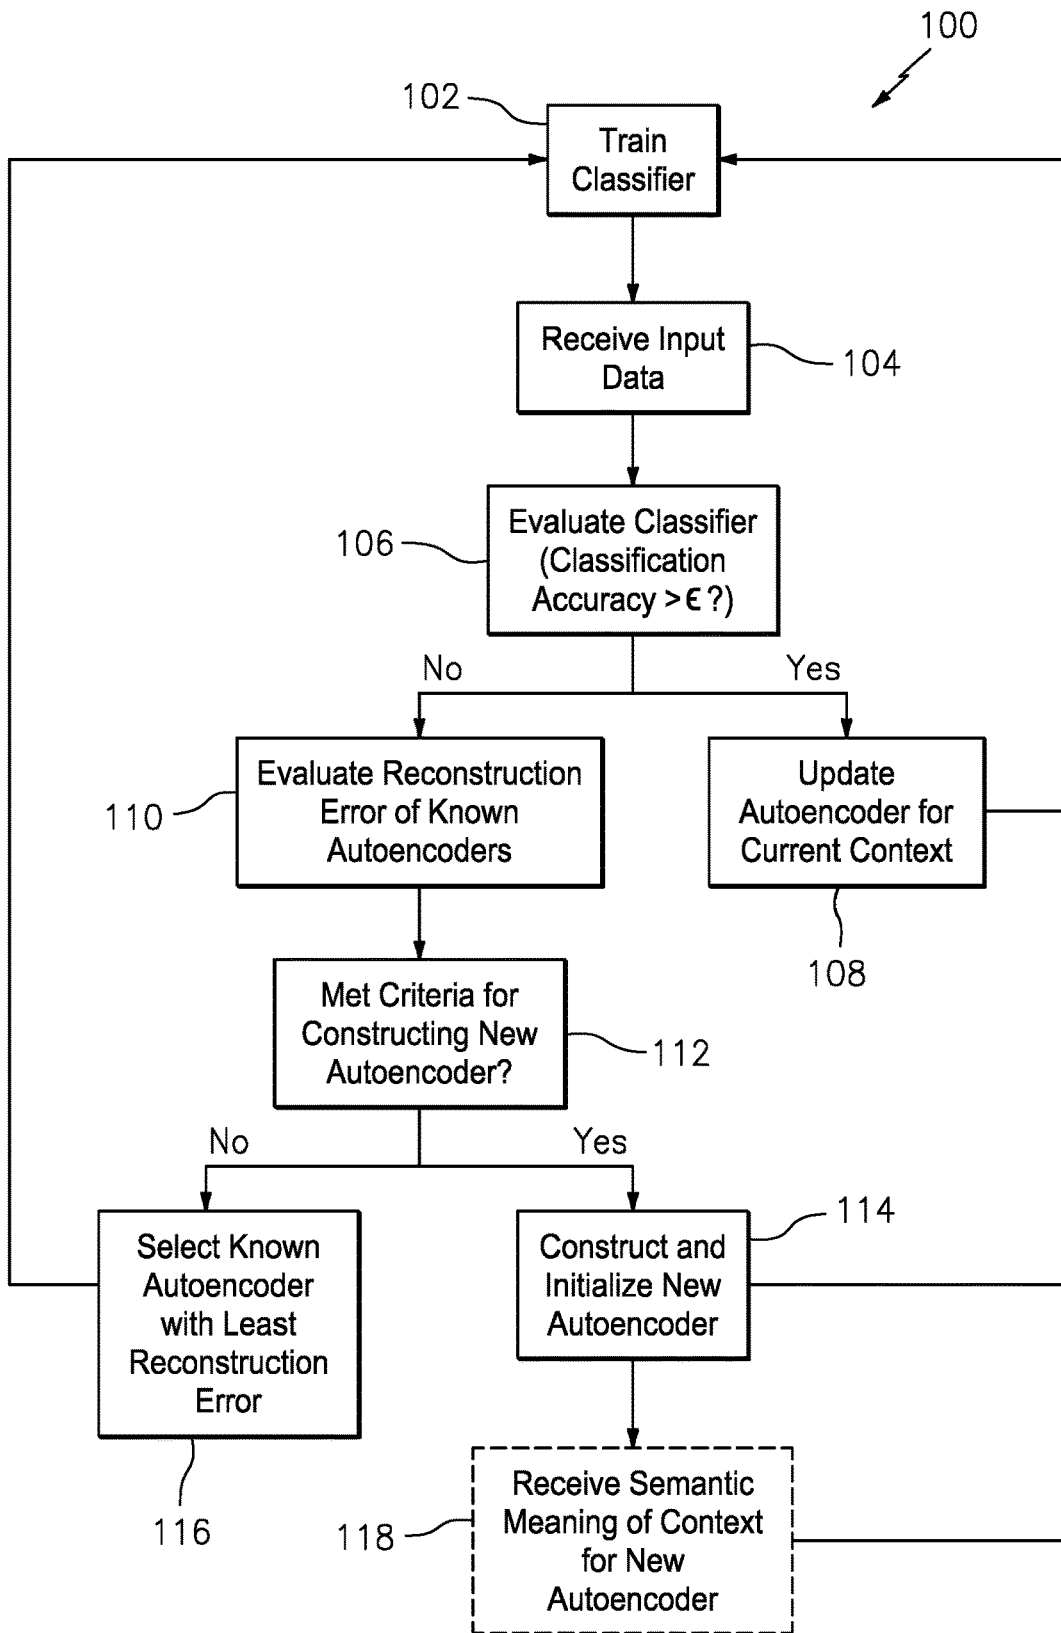 100
102
Train
Classifier
Receive Input
Data
104
Evaluate Classifier
(Classification
Accuracy > ϵ ?)
106
No
Yes
Evaluate Reconstruction
Error of Known
Autoencoders
110
Update
Autoencoder for
Current Context
108
Met Criteria for
Constructing New
Autoencoder?
112
No
Yes
Select Known
Autoencoder
with Least
Reconstruction
Error
116
114
Construct and
Initialize New
Autoencoder
Receive Semantic
Meaning of Context
for New
Autoencoder
118